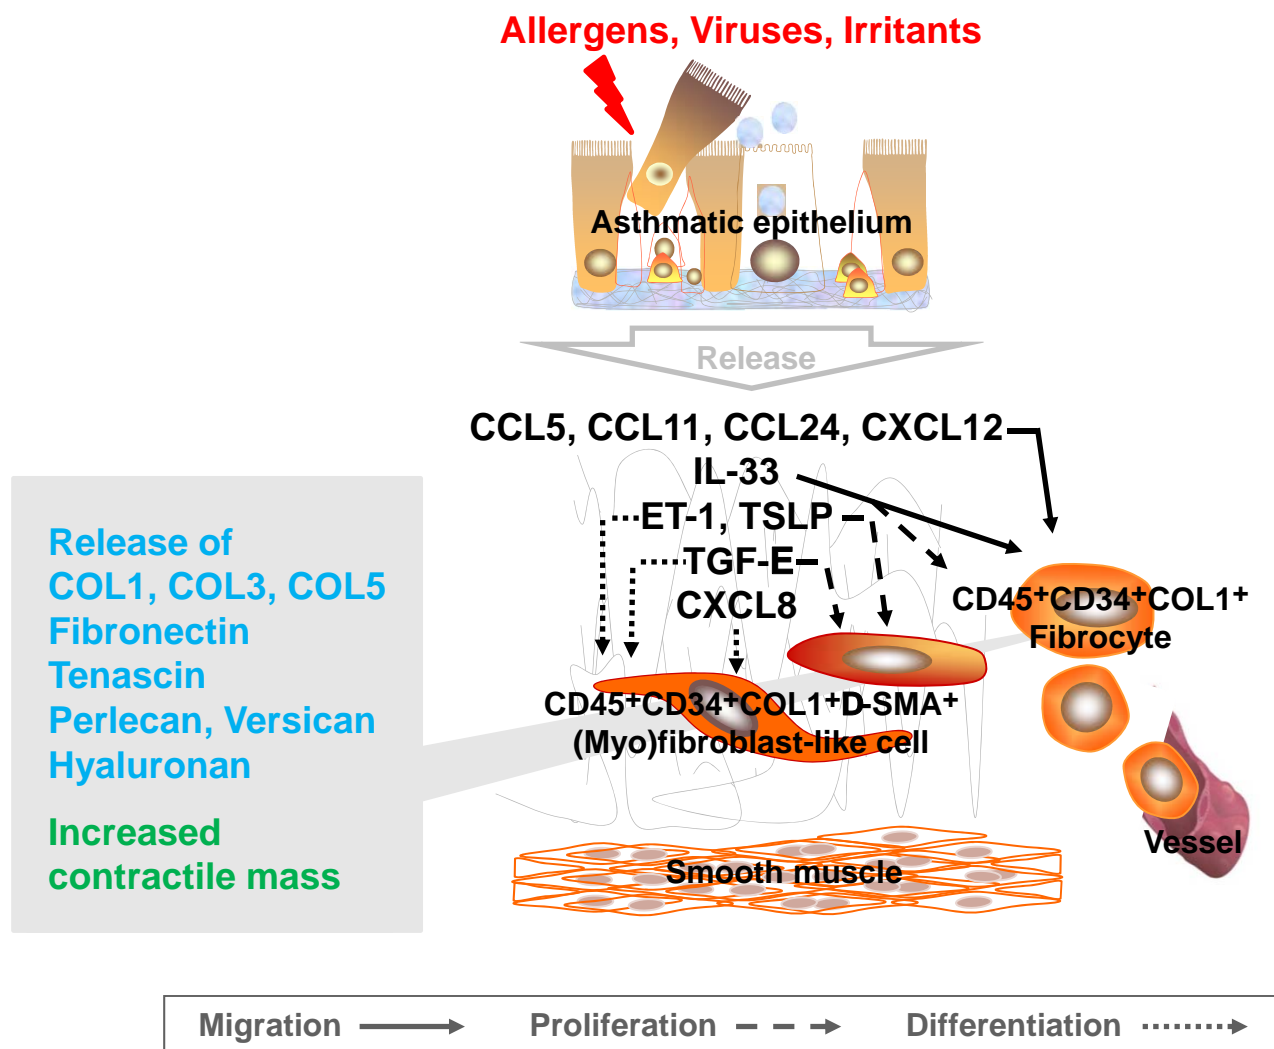 Allergens, Viruses, Irritants
Asthmatic epithelium
Release
CCL5, CCL11, CCL24, CXCL12
IL-33
ET-1, TSLP
TGF-E
CXCL8
CD45+CD34+COL1+
Fibrocyte
CD45+CD34+COL1+D-SMA+
(Myo)fibroblast-like cell
Vessel
Smooth muscle
Release of
COL1, COL3, COL5
Fibronectin
Tenascin
Perlecan, Versican
Hyaluronan
Increased
contractile mass
Migration
Proliferation
Differentiation